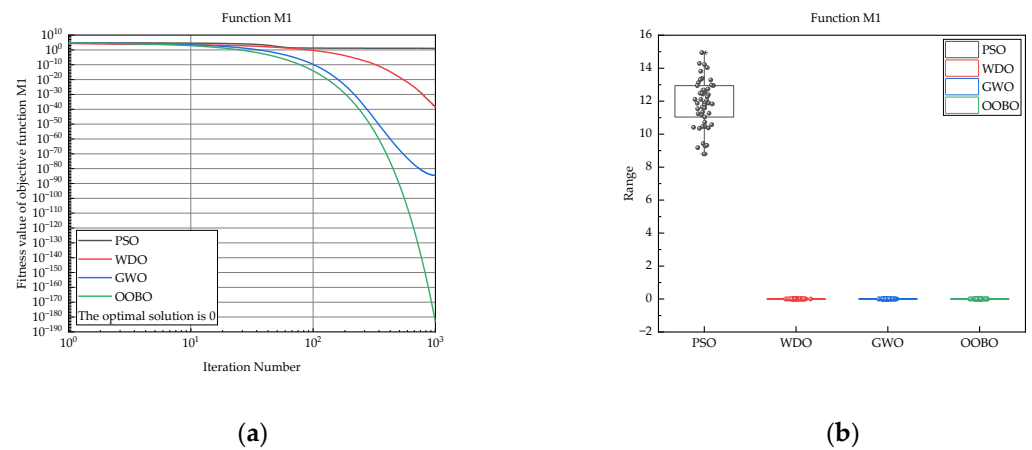 Function M1
Fitness value of objective function M1
10^10
10^0
10^−10
10^−20
10^−30
10^−40
10^−50
10^−60
10^−70
10^−80
10^−90
10^−100
10^−110
10^−120
10^−130
10^−140
10^−150
10^−160
10^−170
10^−180
10^−190
PSO
WDO
GWO
OOBO
The optimal solution is 0
10^0 10^1 10^2 10^3
Iteration Number
(a)
Function M1
Range
16
14
12
10
8
6
4
2
0
−2
PSO
WDO
GWO
OOBO
PSO WDO GWO OOBO
(b)